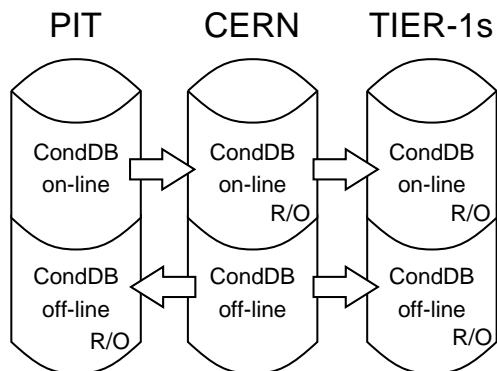 PIT CERN TIER-1s
CondDB CondDB CondDB
on-line on-line on-line
R/O R/O
CondDB CondDB CondDB
off-line off-line off-line
R/O R/O